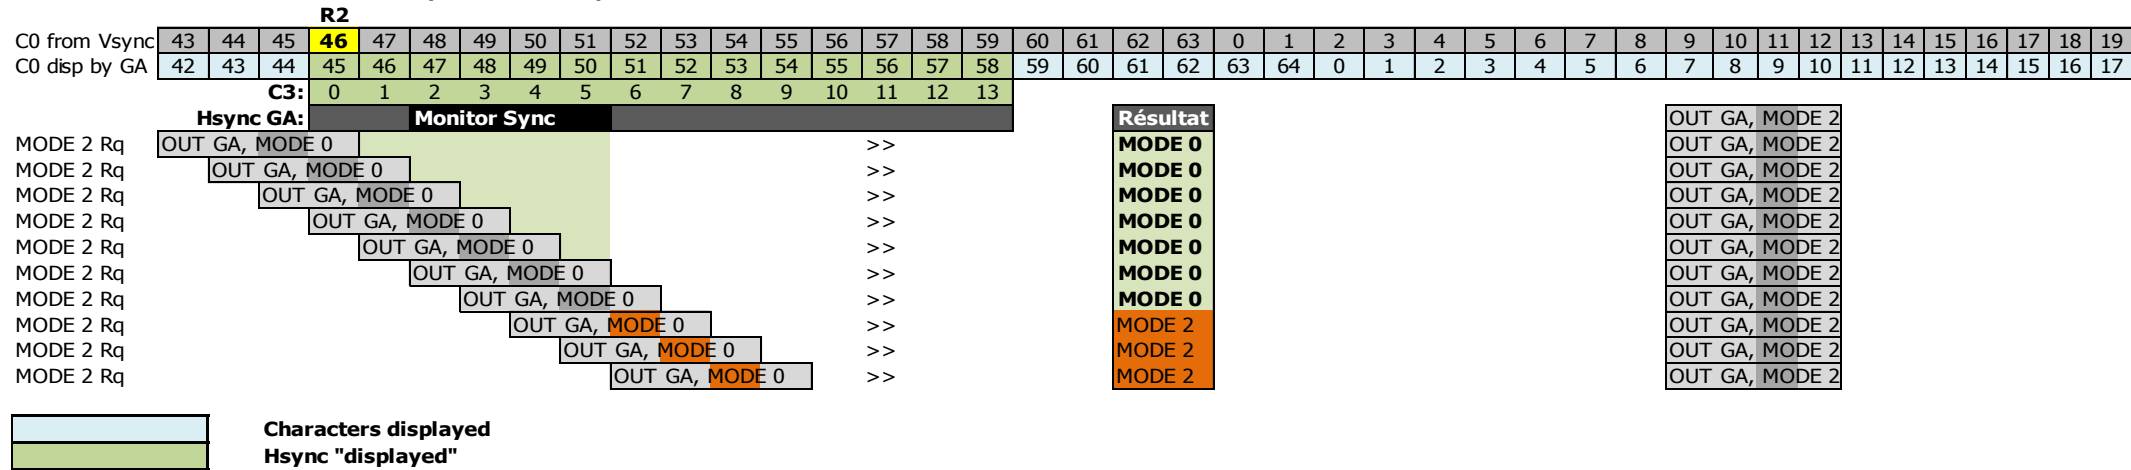 R2
C0 from Vsync 43 44 45 46 47 48 49 50 51 52 53 54 55 56 57 58 59 60 61 62 63 0 1 2 3 4 5 6 7 8 9 10 11 12 13 14 15 16 17 18 19
C0 disp by GA 42 43 44 45 46 47 48 49 50 51 52 53 54 55 56 57 58 59 60 61 62 63 64 0 1 2 3 4 5 6 7 8 9 10 11 12 13 14 15 16 17
C3: 0 1 2 3 4 5 6 7 8 9 10 11 12 13
Hsync GA: Monitor Sync Résultat OUT GA, MODE 2
MODE 2 Rq OUT GA, MODE 0 >> MODE 0 OUT GA, MODE 2
MODE 2 Rq OUT GA, MODE 0 >> MODE 0 OUT GA, MODE 2
MODE 2 Rq OUT GA, MODE 0 >> MODE 0 OUT GA, MODE 2
MODE 2 Rq OUT GA, MODE 0 >> MODE 0 OUT GA, MODE 2
MODE 2 Rq OUT GA, MODE 0 >> MODE 0 OUT GA, MODE 2
MODE 2 Rq OUT GA, MODE 0 >> MODE 0 OUT GA, MODE 2
MODE 2 Rq OUT GA, MODE 0 >> MODE 0 OUT GA, MODE 2
MODE 2 Rq OUT GA, MODE 0 >> MODE 2 OUT GA, MODE 2
MODE 2 Rq OUT GA, MODE 0 >> MODE 2 OUT GA, MODE 2
MODE 2 Rq OUT GA, MODE 0 >> MODE 2 OUT GA, MODE 2
Characters displayed
Hsync "displayed"